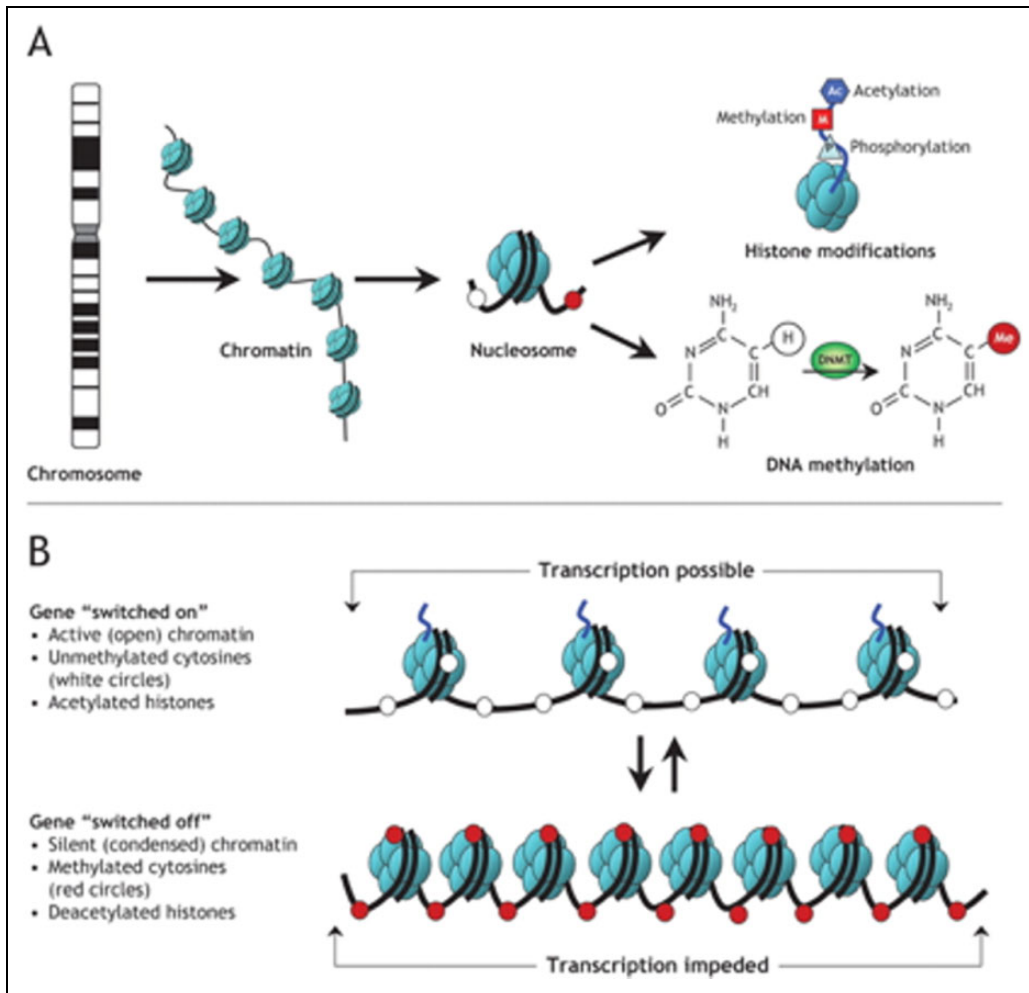 A
Ac Acetylation
Methylation M
P Phosphorylation
Histone modifications
Chromatin
Nucleosome
Chromosome
NH₂
H
N
C
C
C
CH
O
N
H
DNMT
NH₂
Me
N
C
C
C
CH
O
N
H
DNA methylation
B
Transcription possible
Gene “switched on”
• Active (open) chromatin
• Unmethylated cytosines
(white circles)
• Acetylated histones
Gene “switched off”
• Silent (condensed) chromatin
• Methylated cytosines
(red circles)
• Deacetylated histones
Transcription impeded